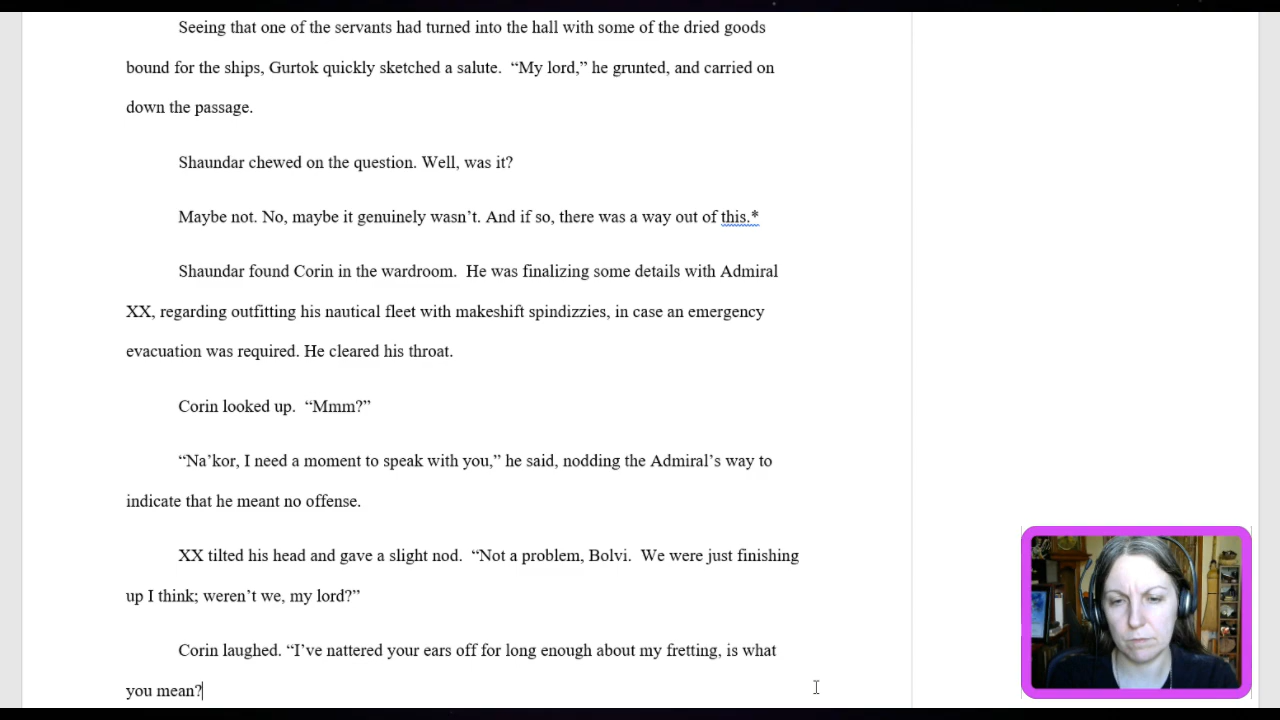 Seeing that one of the servants had turned into the hall with some of the dried goods
bound for the ships, Gurtok quickly sketched a salute.  “My lord,” he grunted, and carried on
down the passage.
Shaundar chewed on the question. Well, was it?
Maybe not. No, maybe it genuinely wasn’t. And if so, there was a way out of this.*
Shaundar found Corin in the wardroom.  He was finalizing some details with Admiral
XX, regarding outfitting his nautical fleet with makeshift spindizzies, in case an emergency
evacuation was required. He cleared his throat.
Corin looked up.  “Mmm?”
“Na’kor, I need a moment to speak with you,” he said, nodding the Admiral’s way to
indicate that he meant no offense.
XX tilted his head and gave a slight nod.  “Not a problem, Bolvi.  We were just finishing
up I think; weren’t we, my lord?”
Corin laughed. “I’ve nattered your ears off for long enough about my fretting, is what
you mean?